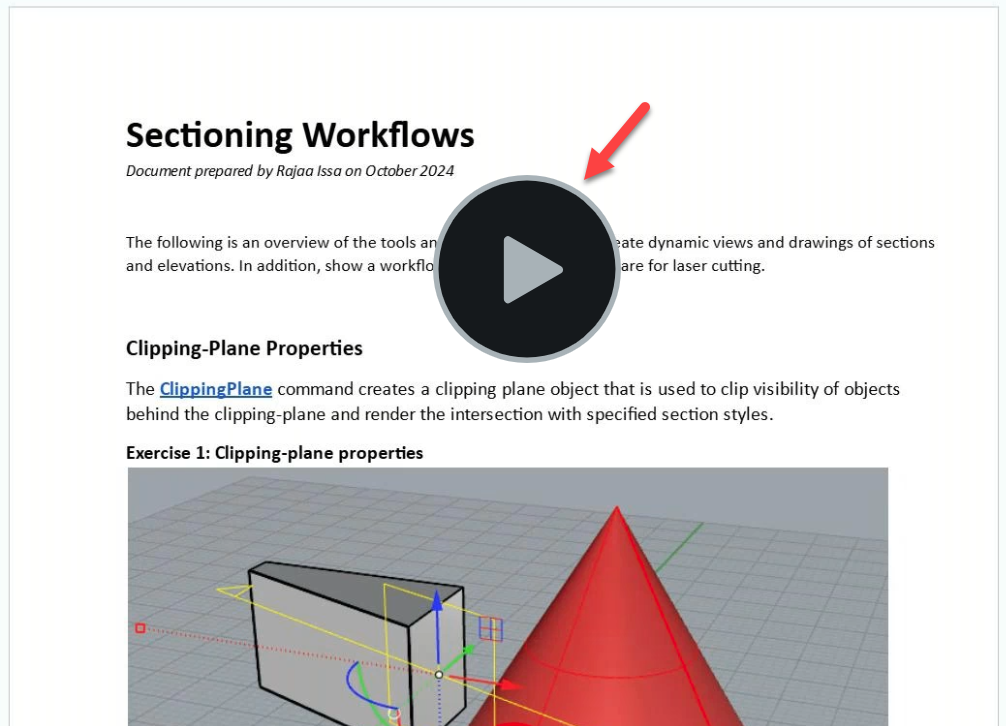 Sectioning Workflows
Document prepared by Rajaa Issa on October 2024
The following is an overview of the tools an eate dynamic views and drawings of sections
and elevations. In addition, show a workflo are for laser cutting.
Clipping-Plane Properties
The ClippingPlane command creates a clipping plane object that is used to clip visibility of objects
behind the clipping-plane and render the intersection with specified section styles.
Exercise 1: Clipping-plane properties